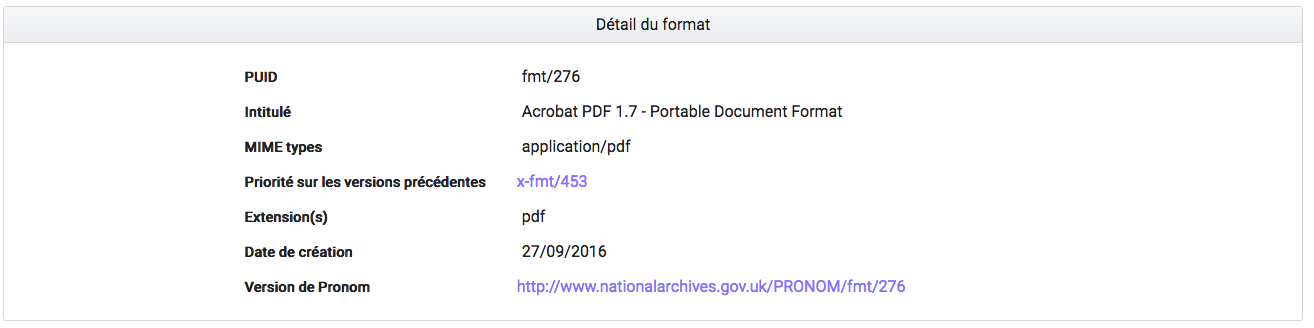 Détail du format
PUID fmt/276
Intitulé Acrobat PDF 1.7 - Portable Document Format
MIME types application/pdf
Priorité sur les versions précédentes x-fmt/453
Extension(s) pdf
Date de création 27/09/2016
Version de Pronom http://www.nationalarchives.gov.uk/PRONOM/fmt/276